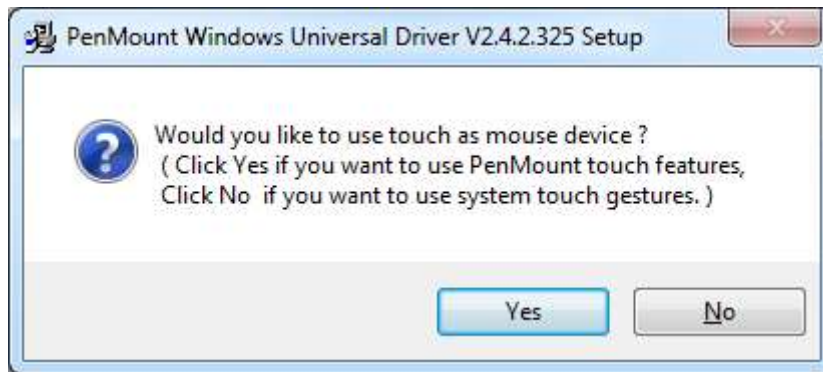 PenMount Windows Universal Driver V2.4.2.325 Setup
Would you like to use touch as mouse device ?
( Click Yes if you want to use PenMount touch features,
Click No  if you want to use system touch gestures. )
Yes
No